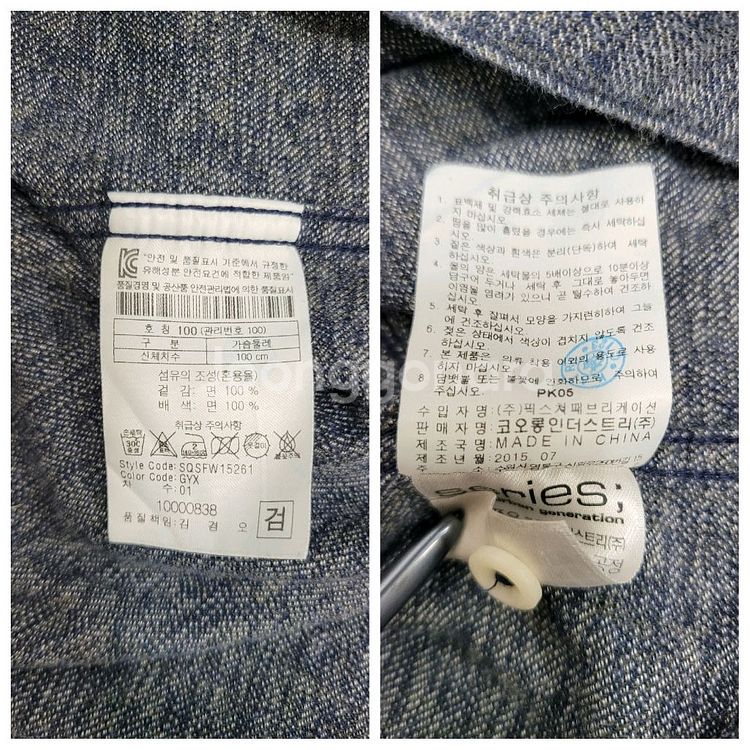 "안전 및 품질표시 기준에서 규정한
유해성분 안전요건에 적합한 제품임"
품질경영 및 공산품 안전관리법에 의한 품질표시
호 칭 100 (관리번호 100)
구 분 가슴둘레
신체치수 100 cm
섬유의 조성(혼용율)
겉 감: 면 100 %
배 색: 면 100 %
취급상 주의사항
Style Code: SQSFW15261
Color Code: GYX
차 수: 01
10000838
품질 책임: 김 겸 오
검
취급상 주의사항
1. 표백제 및 강력효소 세제는 절대로 사용하
지 마십시오.
2. 땀을 많이 흘렸을 경우에는 즉시 세탁하십
시오.
3. 짙은 색상과 흰색은 분리(단독)하여 세탁
하십시오.
4. 물의 양은 세탁물의 5배이상으로 10분이상
담구어 두거나 세탁 후 그대로 놓아두면
이염될 염려가 있으니 곧 탈수하여 건조
하십시오.
5. 세탁 후 잘펴서 모양을 가지런히하여 그늘
에 건조하십시오.
6. 젖은 상태에서 색상이 겹치지 않도록 건조
하십시오.
7. 본 제품은 의류 착용 이외의 용도로 사용
하지 마십시오.
8. 담뱃불 또는 불꽃에 약하므로 주의하여
주십시오.
PK05
수 입 자 명: (주)픽스쳐패브리케이션
판 매 자 명: 코오롱인더스트리(주)
제 조 국 명: MADE IN CHINA
제 조 년 월: 2015. 07
series;
generation